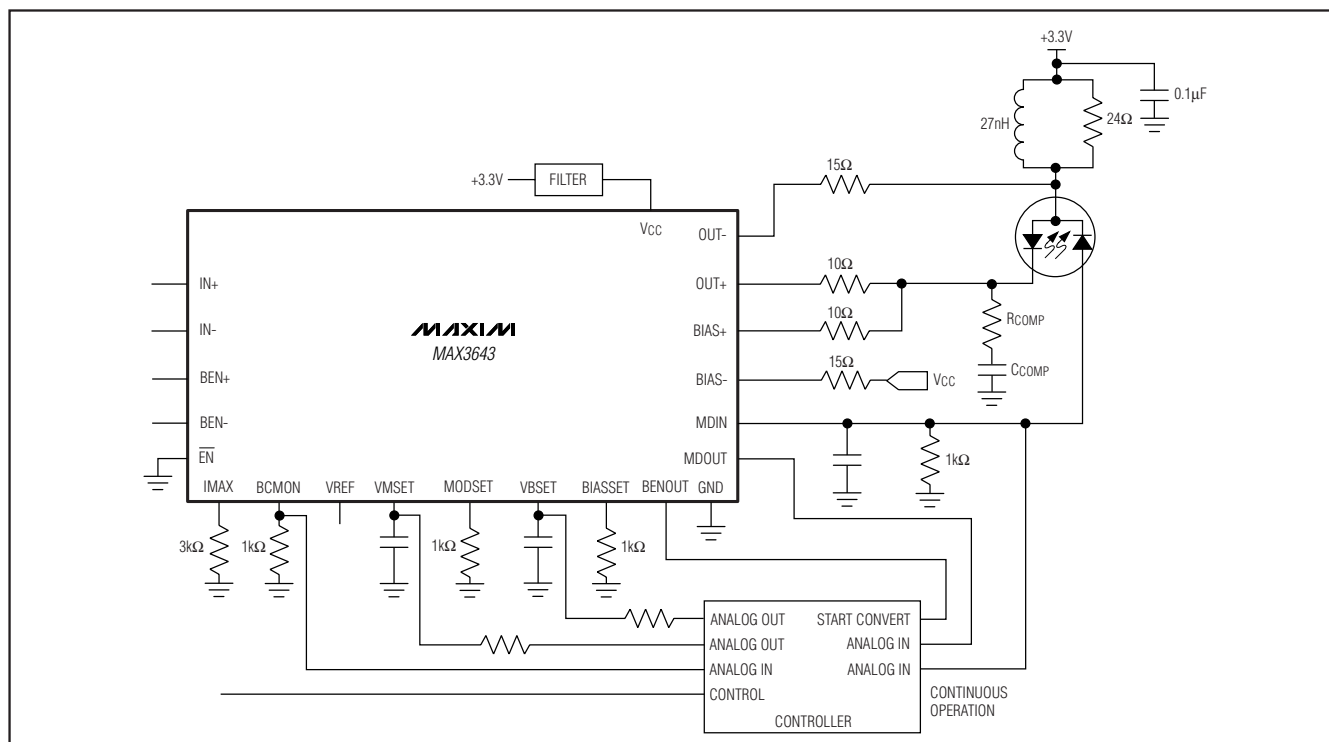 +3.3V
0.1µF
27nH
24Ω
15Ω
+3.3V
FILTER
VCC
OUT-
IN+
10Ω
OUT+
IN-
MAXIM
MAX3643
10Ω
BIAS+
RCOMP
BEN+
15Ω
BIAS-
VCC
CCOMP
BEN-
MDIN
EN
MDOUT
1kΩ
IMAX
BCMON
VREF
VMSET
MODSET
VBSET
BIASSET
BENOUT
GND
3kΩ
1kΩ
1kΩ
1kΩ
ANALOG OUT
START CONVERT
ANALOG OUT
ANALOG IN
ANALOG IN
ANALOG IN
CONTROL
CONTINUOUS
OPERATION
CONTROLLER